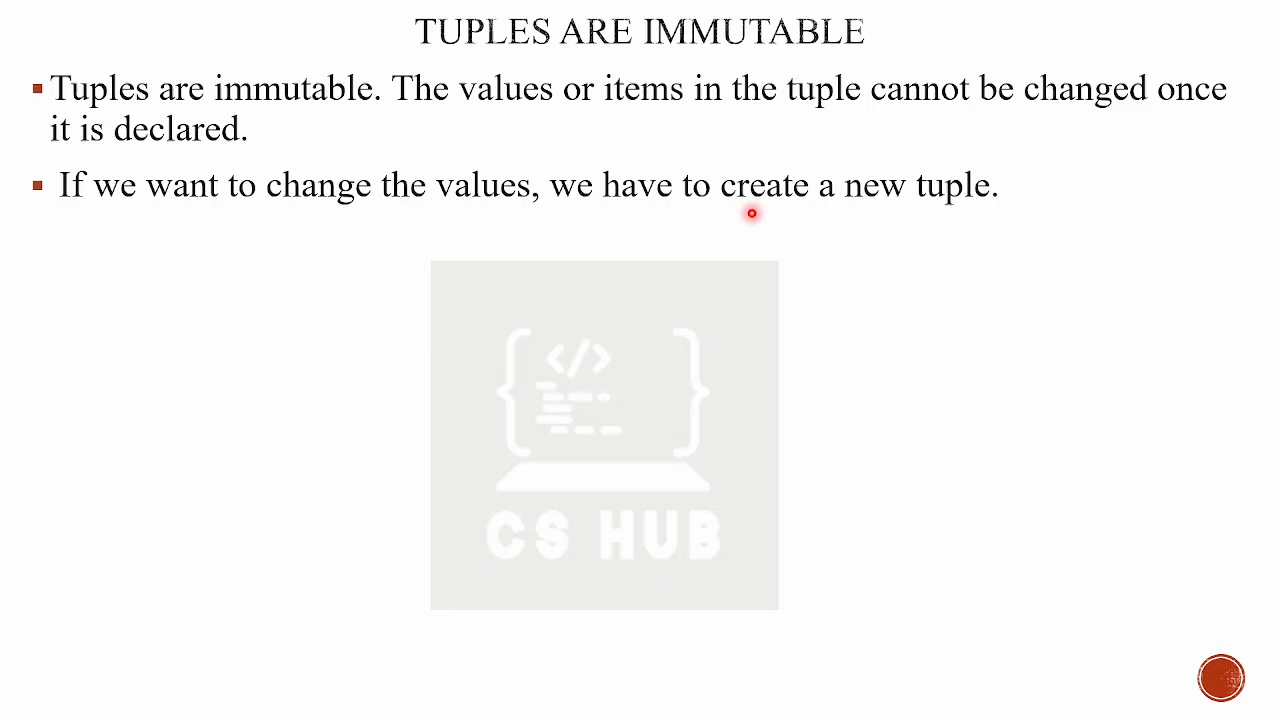 TUPLES ARE IMMUTABLE
Tuples are immutable. The values or items in the tuple cannot be changed once
it is declared.
If we want to change the values, we have to create a new tuple.
</>
CS HUB